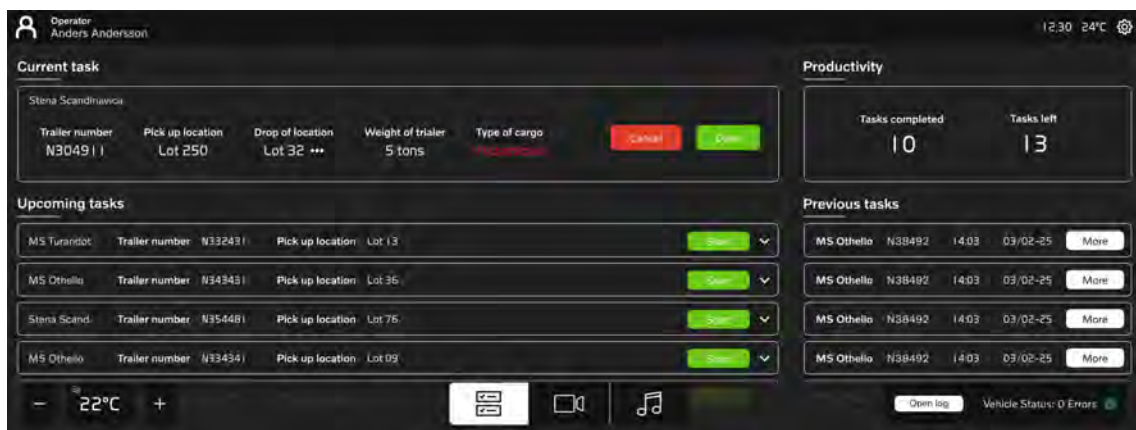 Operator
Anders Andersson
12.30 24°C
Current task
Productivity
Stena Scandinavica
Trailer number Pick up location Drop of location Weight of trialer Type of cargo
N304911 Lot 250 Lot 32 ••• 5 tons
Cancel Done
Tasks completed Tasks left
10 13
Upcoming tasks
Previous tasks
MS Turandot Trailer number N332431 Pick up location Lot 13 Start
MS Othello N38492 14:03 03/02-25 More
MS Othello Trailer number N343431 Pick up location Lot 36 Start
MS Othello N38492 14:03 03/02-25 More
Stena Scand. Trailer number N354481 Pick up location Lot 76 Start
MS Othello N38492 14:03 03/02-25 More
MS Othello Trailer number N334341 Pick up location Lot 09 Start
MS Othello N38492 14:03 03/02-25 More
− 22°C +
Open log Vehicle Status: 0 Errors